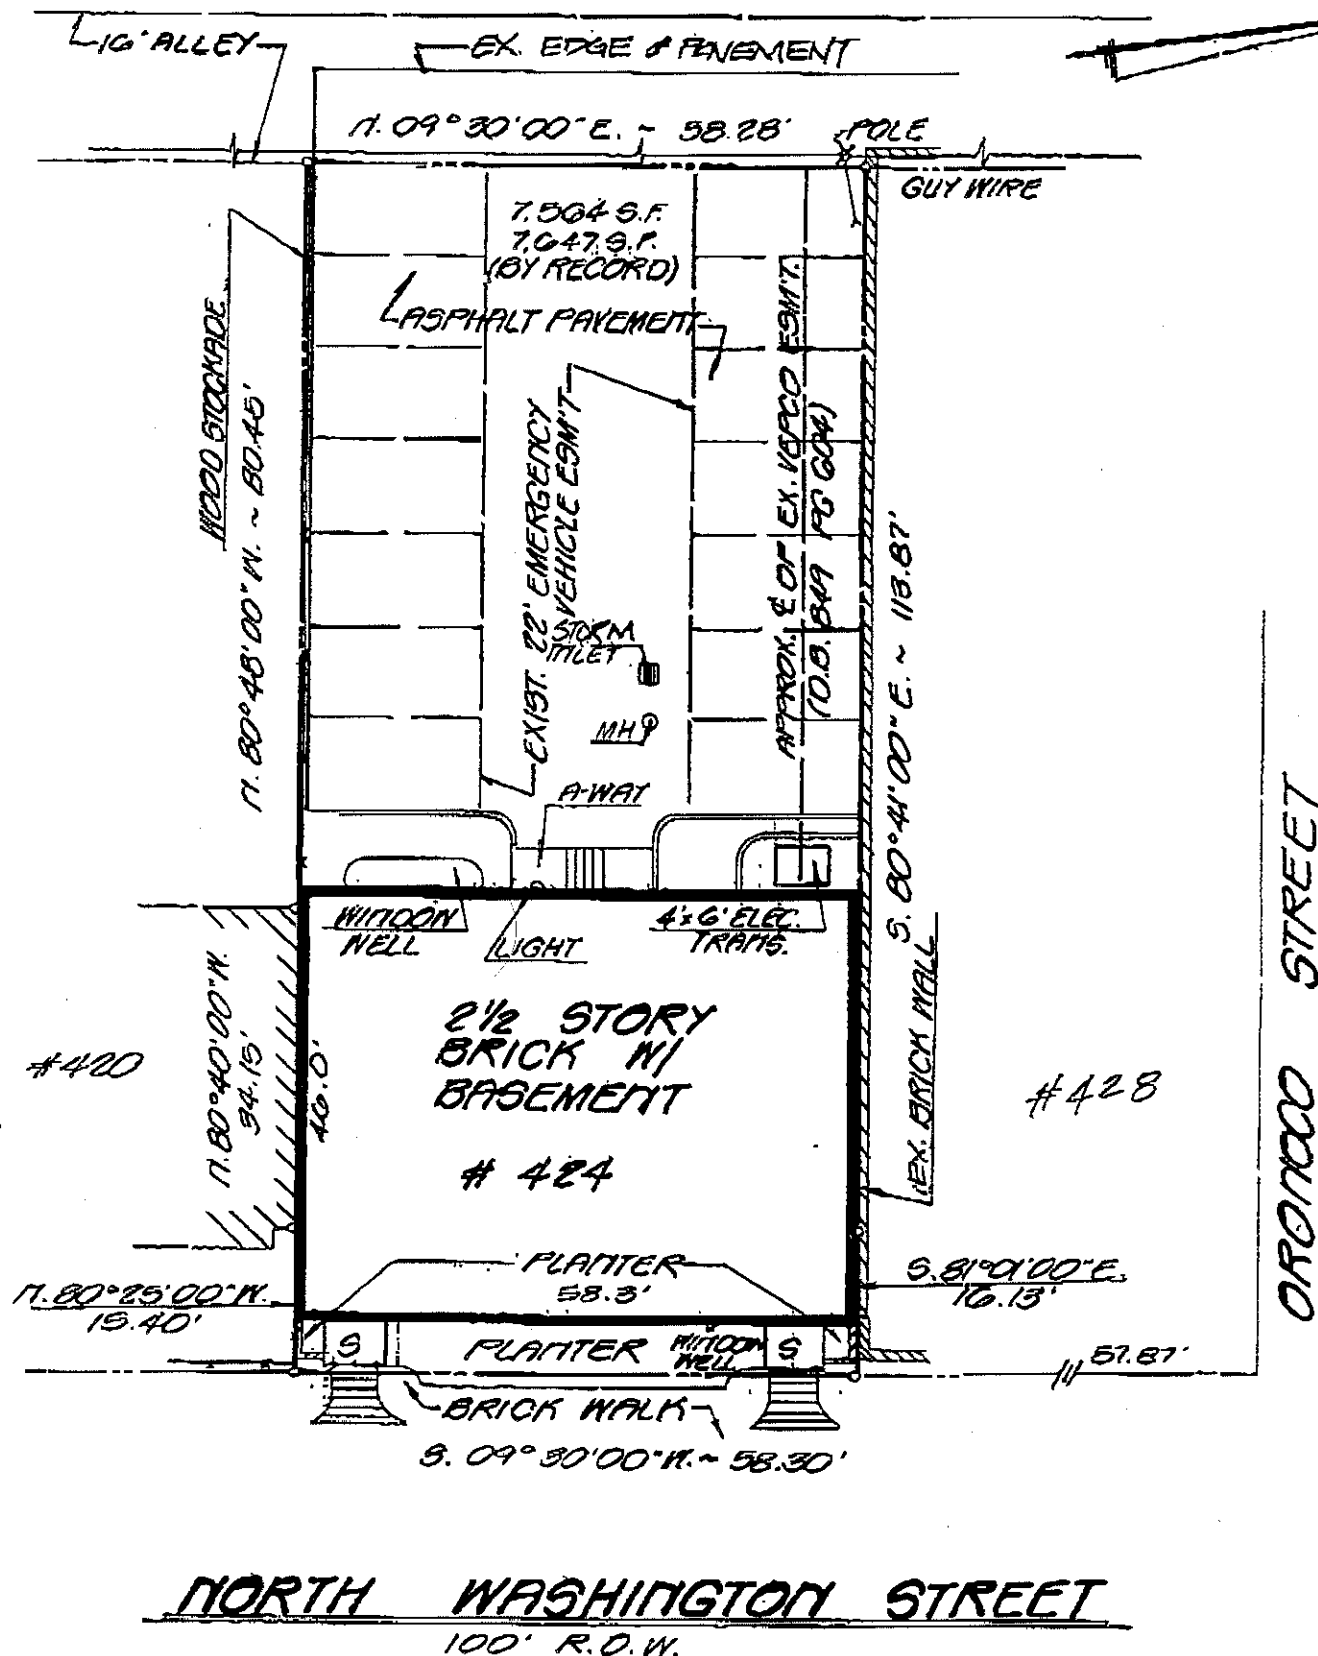 16' ALLEY
EX. EDGE of PAVEMENT
N. 09°30'00" E. ~ 58.28'
POLE
GUY WIRE
7,564 S.F.
7,647 S.F.
(BY RECORD)
ASPHALT PAVEMENT
WOOD STOCKADE
N. 80°48'00" W. ~ 80.45'
EXIST. 22' EMERGENCY
VEHICLE ESM'T
APPROX. ℄ OF EX. VEPCO ESM'T.
(D.B. 849 PG 604)
S. 80°41'00" E. ~ 113.87'
STORM
INLET
MH
A-WAY
WINDOW
WELL
LIGHT
4'x6' ELEC.
TRANS.
2½ STORY
BRICK W/
BASEMENT
# 424
#420
N. 80°40'00" W.
34.15'
46.0'
EX. BRICK WALL
#428
ORONOCO STREET
PLANTER
58.3'
N. 80°25'00" W.
15.40'
S. 81°01'00" E.
16.13'
S
PLANTER
WINDOW
WELL
S
57.87'
BRICK WALK
S. 09°30'00" W. ~ 58.30'
NORTH WASHINGTON STREET
100' R.O.W.